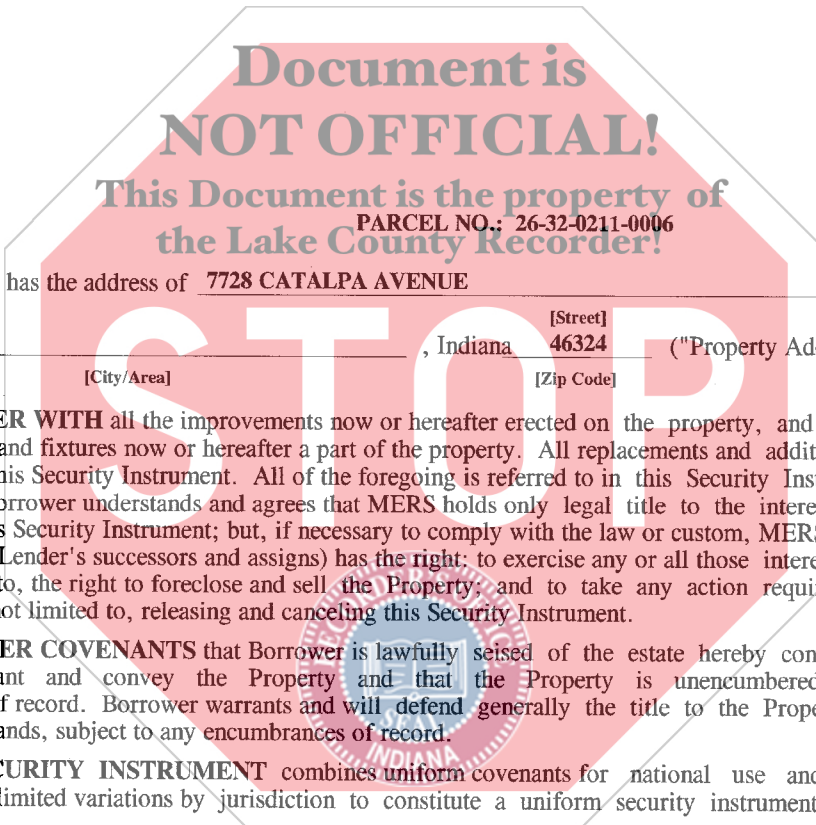 Document is
NOT OFFICIAL!
This Document is the property of
PARCEL NO.: 26-32-0211-0006
the Lake County Recorder!
has the address of 7728 CATALPA AVENUE
[Street]
, Indiana 46324 ("Property Ad
[City/Area] [Zip Code]
STOP
ER WITH all the improvements now or hereafter erected on the property, and
and fixtures now or hereafter a part of the property. All replacements and addit
his Security Instrument. All of the foregoing is referred to in this Security Ins
orrower understands and agrees that MERS holds only legal title to the intere
s Security Instrument; but, if necessary to comply with the law or custom, MERS
Lender's successors and assigns) has the right: to exercise any or all those intere
to, the right to foreclose and sell the Property; and to take any action requi
ot limited to, releasing and canceling this Security Instrument.
ER COVENANTS that Borrower is lawfully seised of the estate hereby con
ant and convey the Property and that the Property is unencumbered
f record. Borrower warrants and will defend generally the title to the Prope
ands, subject to any encumbrances of record.
SEAL
INDIANA
CURITY INSTRUMENT combines uniform covenants for national use and
limited variations by jurisdiction to constitute a uniform security instrument